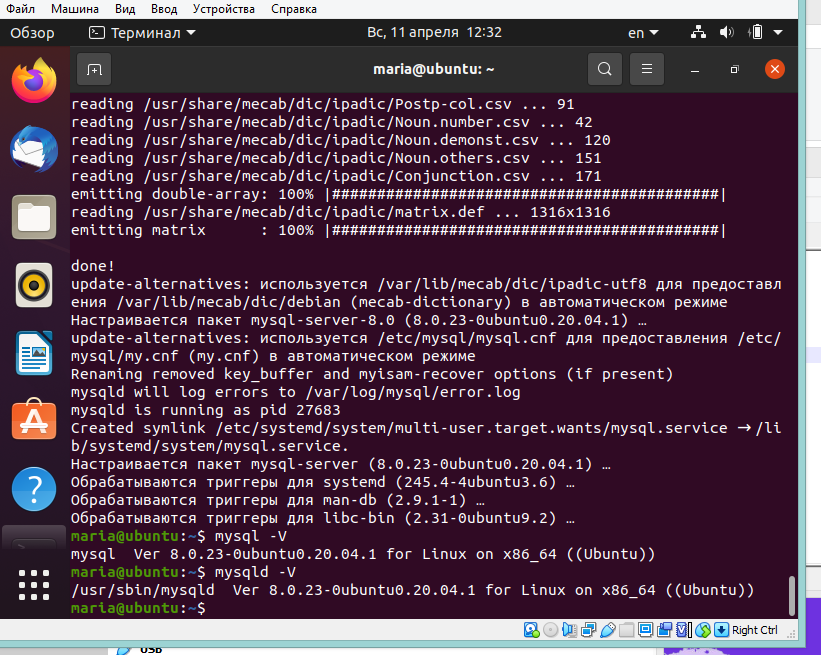 Файл Машина Вид Ввод Устройства Справка
Обзор Терминал Вс, 11 апреля 12:32 en
maria@ubuntu: ~
reading /usr/share/mecab/dic/ipadic/Postp-col.csv ... 91
reading /usr/share/mecab/dic/ipadic/Noun.number.csv ... 42
reading /usr/share/mecab/dic/ipadic/Noun.demonst.csv ... 120
reading /usr/share/mecab/dic/ipadic/Noun.others.csv ... 151
reading /usr/share/mecab/dic/ipadic/Conjunction.csv ... 171
emitting double-array: 100% |###########################################|
reading /usr/share/mecab/dic/ipadic/matrix.def ... 1316x1316
emitting matrix      : 100% |###########################################|
done!
update-alternatives: используется /var/lib/mecab/dic/ipadic-utf8 для предоставл
ения /var/lib/mecab/dic/debian (mecab-dictionary) в автоматическом режиме
Настраивается пакет mysql-server-8.0 (8.0.23-0ubuntu0.20.04.1) …
update-alternatives: используется /etc/mysql/mysql.cnf для предоставления /etc/
mysql/my.cnf (my.cnf) в автоматическом режиме
Renaming removed key_buffer and myisam-recover options (if present)
mysqld will log errors to /var/log/mysql/error.log
mysqld is running as pid 27683
Created symlink /etc/systemd/system/multi-user.target.wants/mysql.service → /li
b/systemd/system/mysql.service.
Настраивается пакет mysql-server (8.0.23-0ubuntu0.20.04.1) …
Обрабатываются триггеры для systemd (245.4-4ubuntu3.6) …
Обрабатываются триггеры для man-db (2.9.1-1) …
Обрабатываются триггеры для libc-bin (2.31-0ubuntu9.2) …
maria@ubuntu:~$ mysql -V
mysql  Ver 8.0.23-0ubuntu0.20.04.1 for Linux on x86_64 ((Ubuntu))
maria@ubuntu:~$ mysqld -V
/usr/sbin/mysqld  Ver 8.0.23-0ubuntu0.20.04.1 for Linux on x86_64 ((Ubuntu))
maria@ubuntu:~$
Right Ctrl
USB